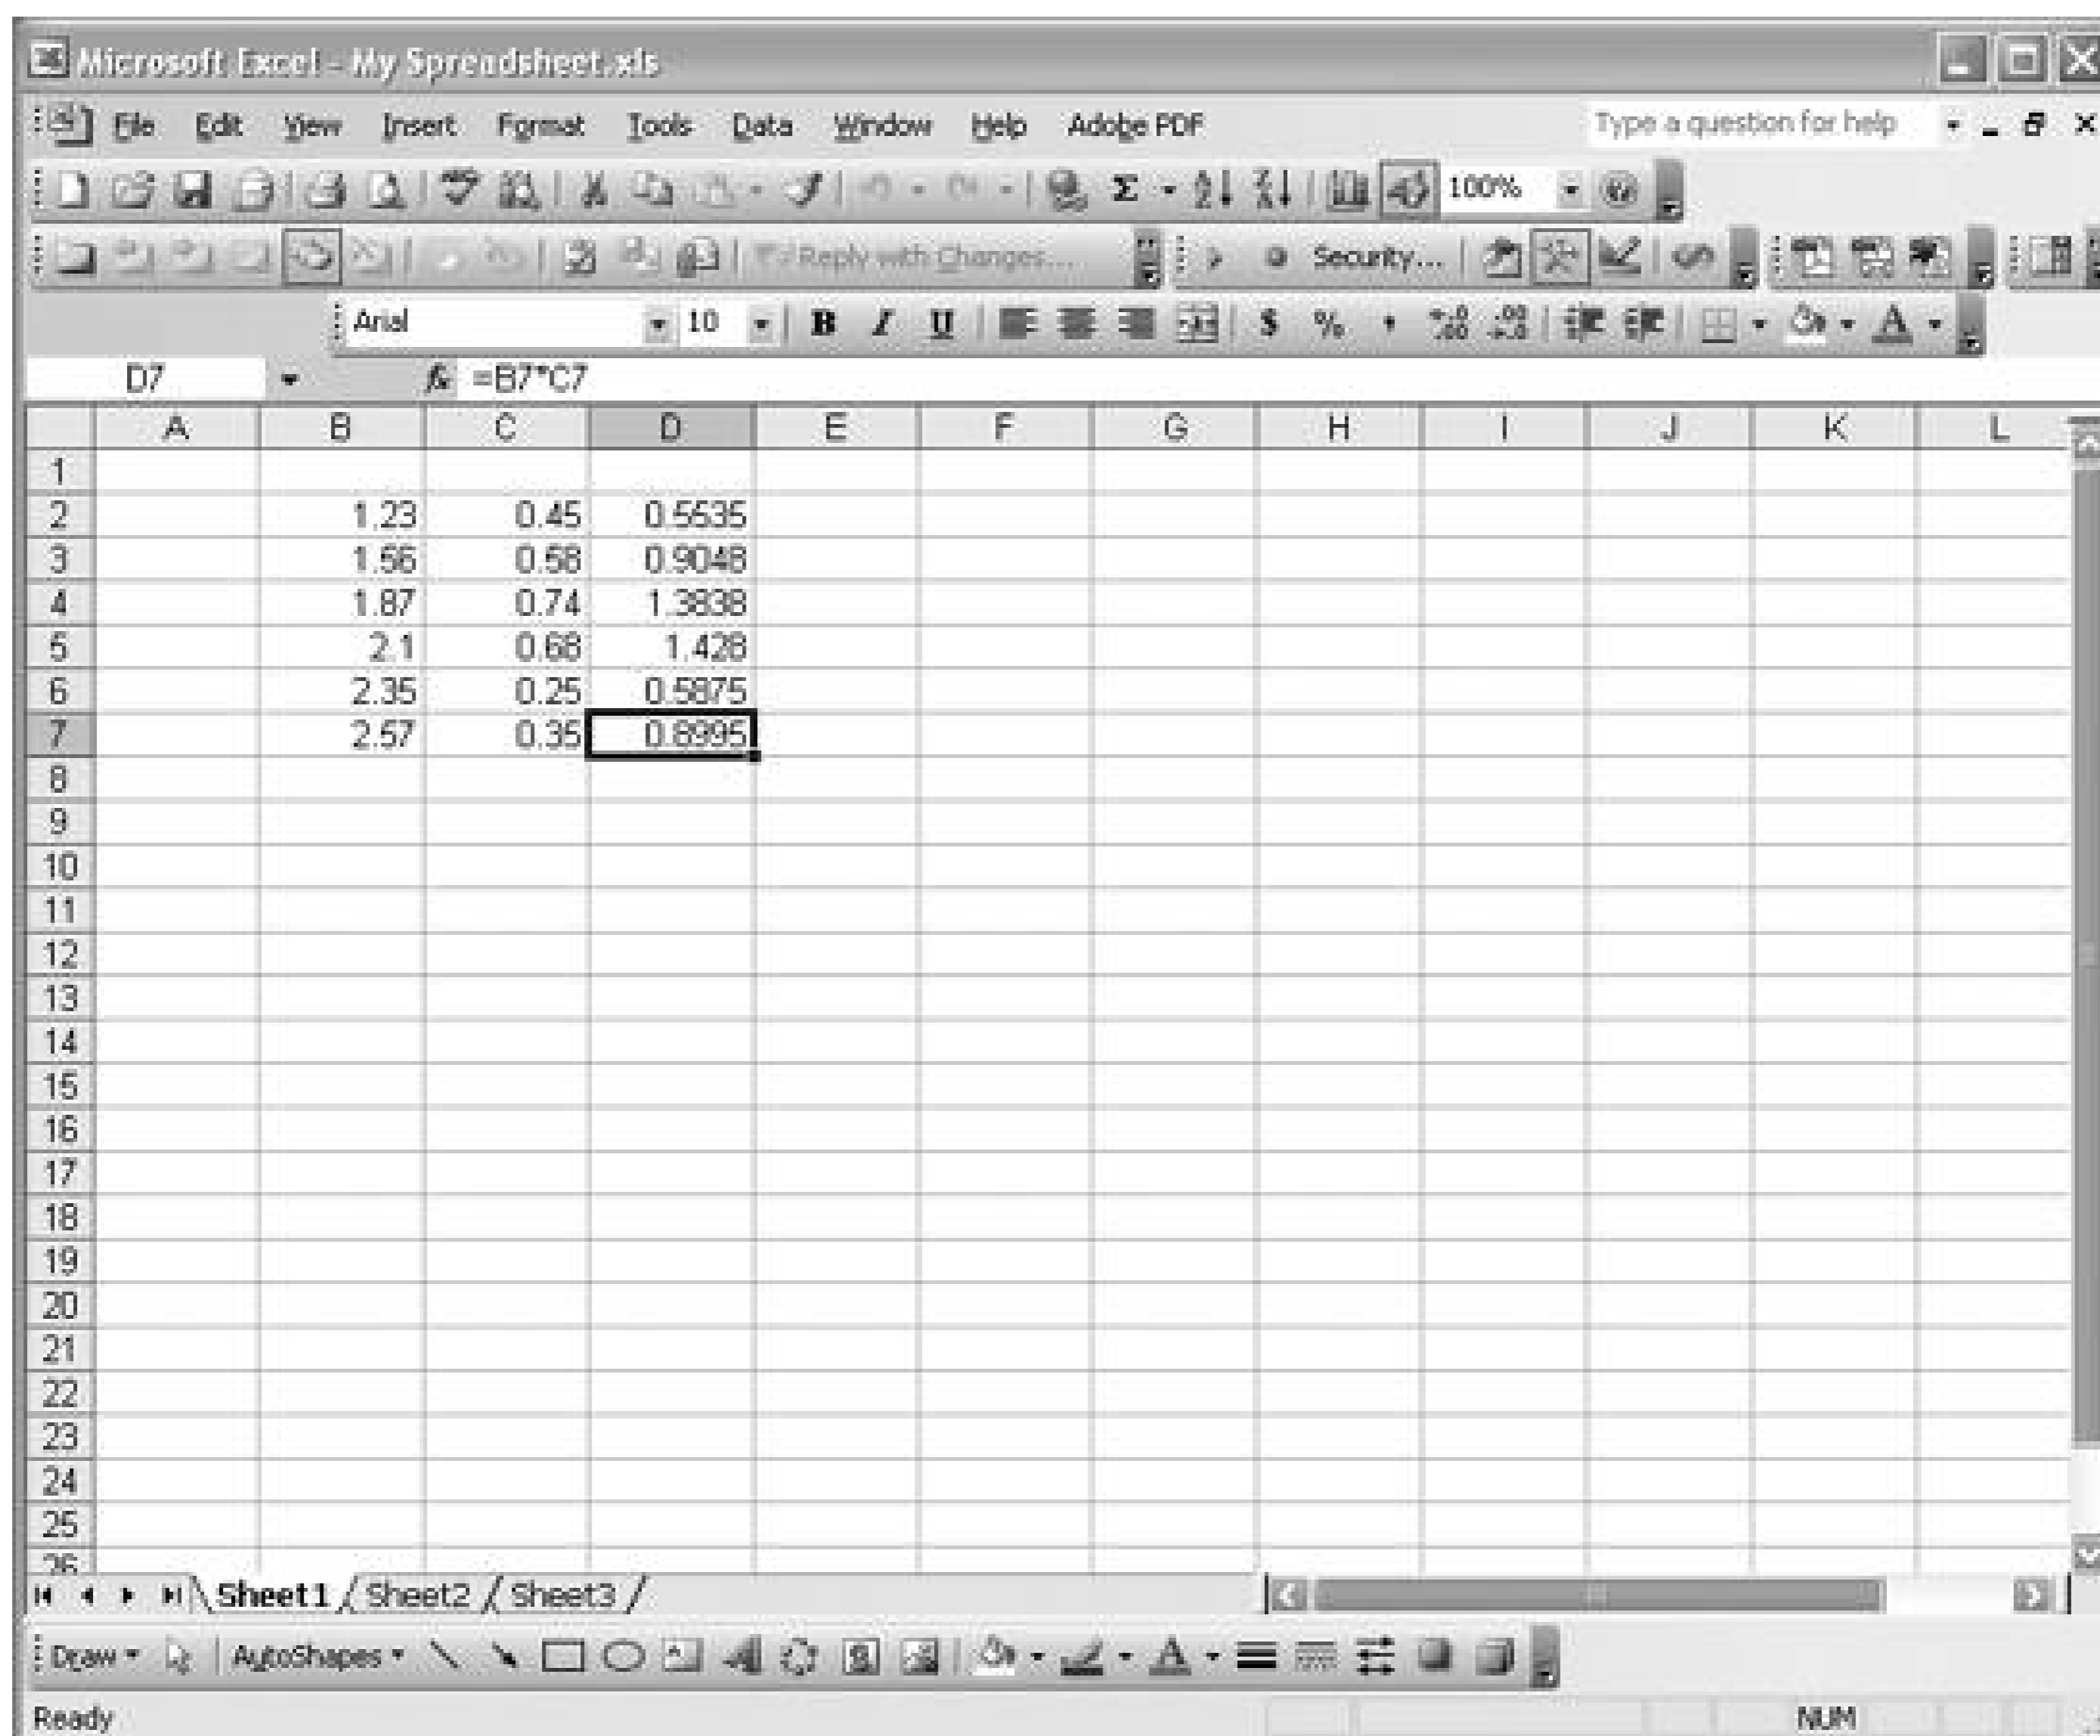 Microsoft Excel - My Spreadsheet.xls
File Edit View Insert Format Tools Data Window Help Adobe PDF Type a question for help
Σ 100%
Reply with Changes... Security...
Arial 10 B I U $ % ,
D7 fx =B7*C7
A B C D E F G H I J K L
1
2 1.23 0.45 0.5535
3 1.56 0.58 0.9048
4 1.87 0.74 1.3838
5 2.1 0.68 1.428
6 2.35 0.25 0.5875
7 2.57 0.35 0.8995
8
9
10
11
12
13
14
15
16
17
18
19
20
21
22
23
24
25
26
Sheet1 Sheet2 Sheet3
Draw AutoShapes A
Ready NUM